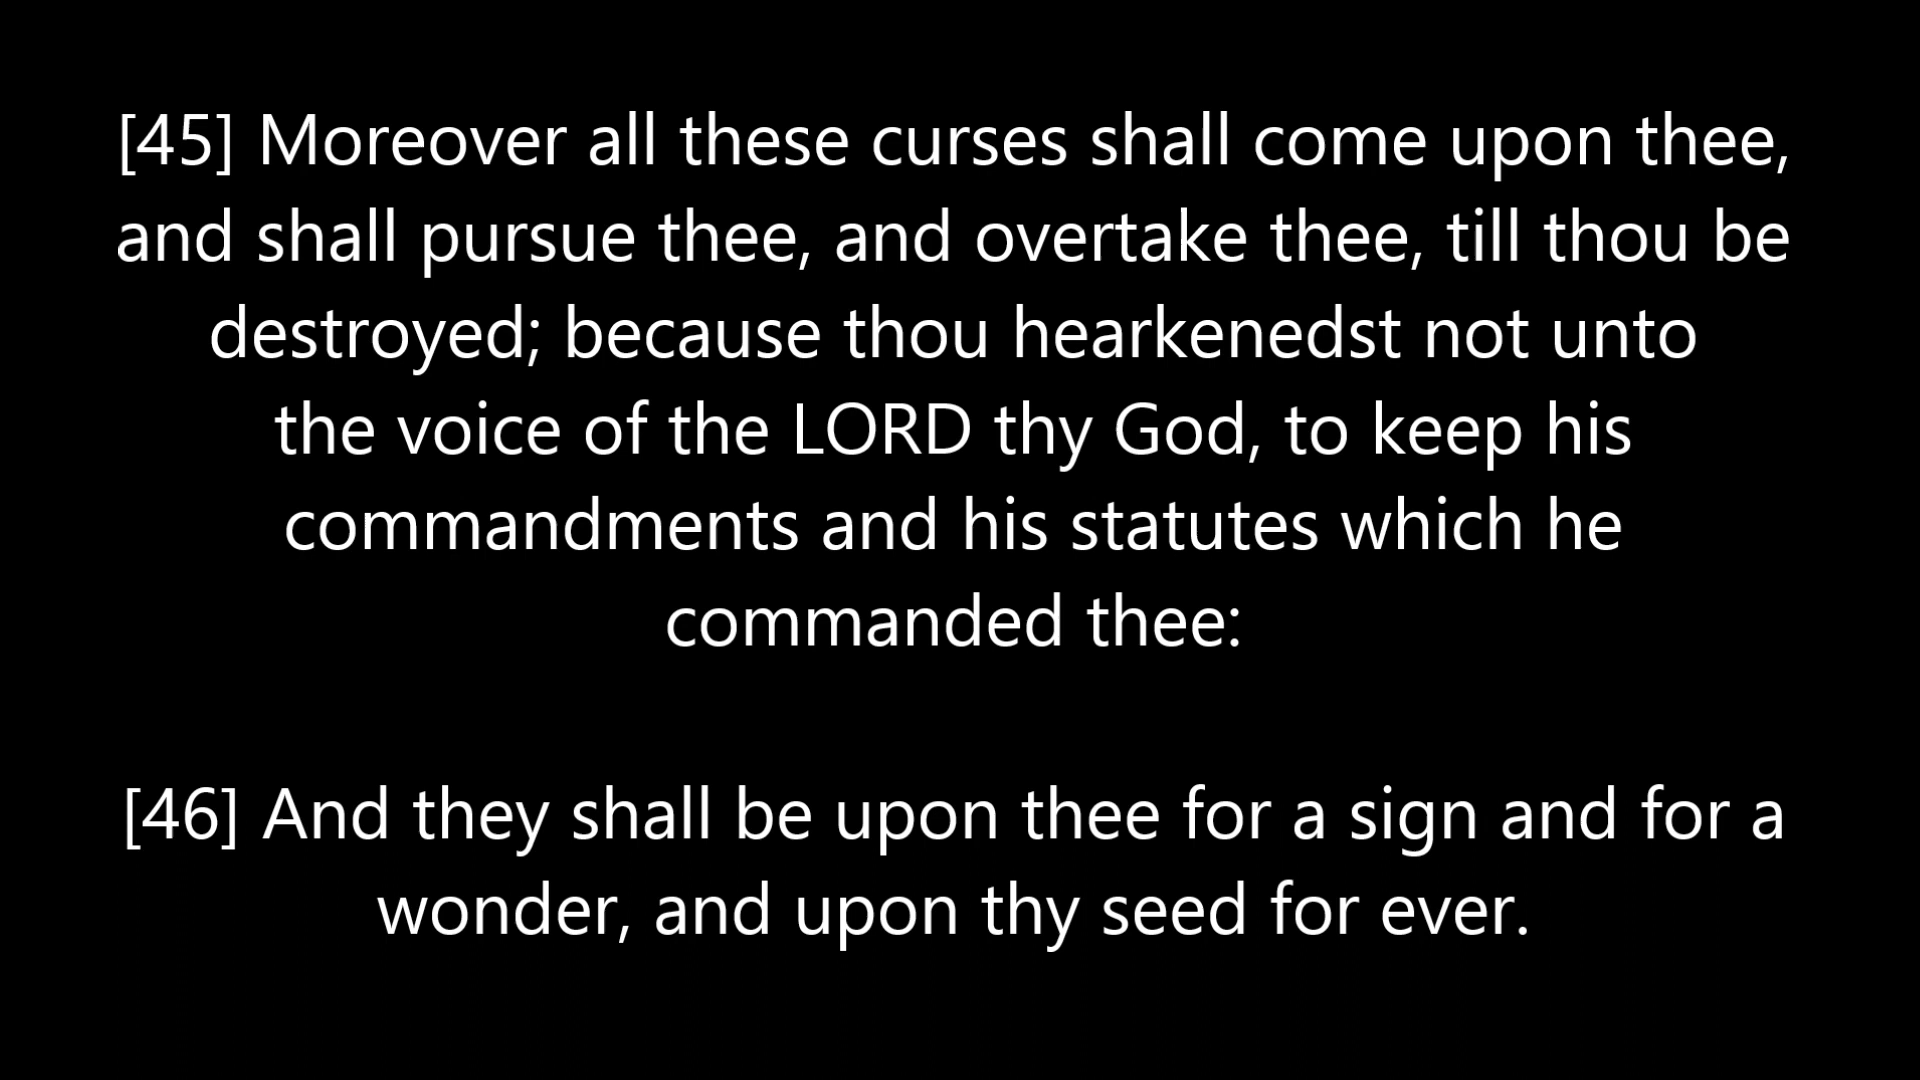 [45] Moreover all these curses shall come upon thee,
and shall pursue thee, and overtake thee, till thou be
destroyed; because thou hearkenedst not unto
the voice of the LORD thy God, to keep his
commandments and his statutes which he
commanded thee:
[46] And they shall be upon thee for a sign and for a
wonder, and upon thy seed for ever.